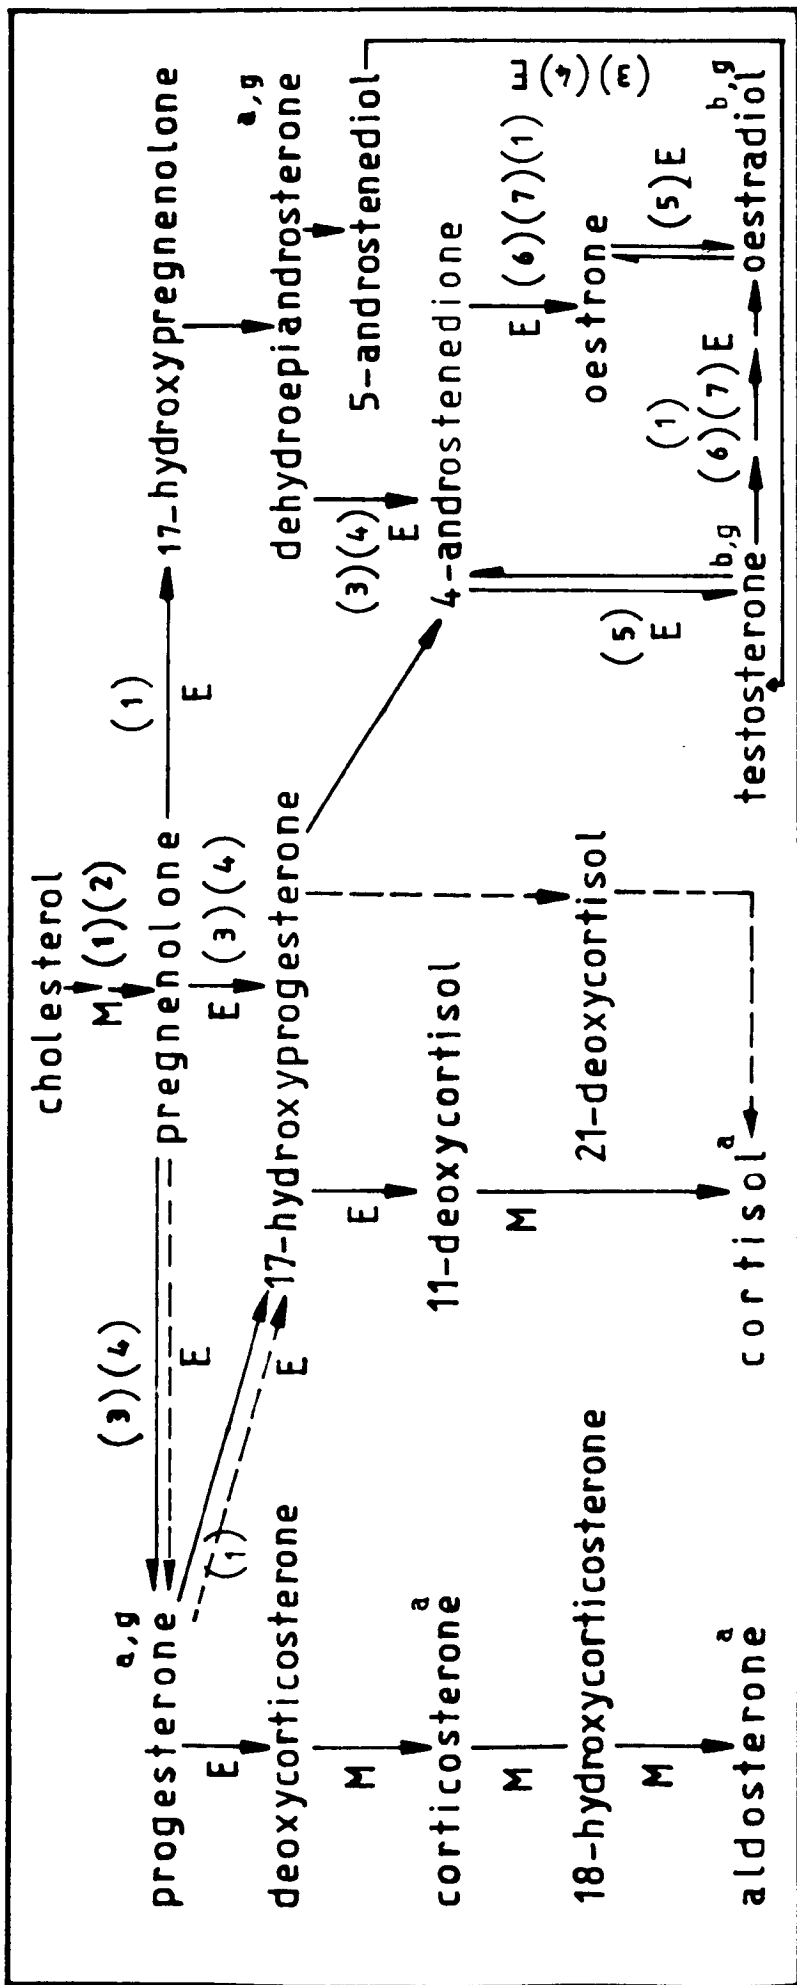 cholesterol
M (1)(2)
progesterone a,g
(3)(4)
E
pregnenolone
(1)
E
17-hydroxypregnenolone
E
(1)
E
E (3)(4)
deoxycorticosterone
17-hydroxyprogesterone
dehydroepiandrosterone a,g
M
E
(3)(4)
E
5-androstenediol
corticosterone a
11-deoxycortisol
4-androstenedione
M
M
(5)
E
E
(6)(7)(1)
(3)(4)E
18-hydroxycorticosterone
21-deoxycortisol
oestrone
M
(1)
(6)(7)E
(5)E
aldosterone a
cortisol a
testosterone b,g
oestradiol b,g